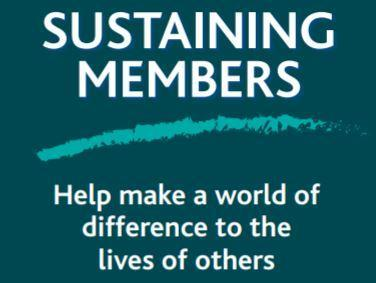 SUSTAINING
MEMBERS
Help make a world of
difference to the
lives of others